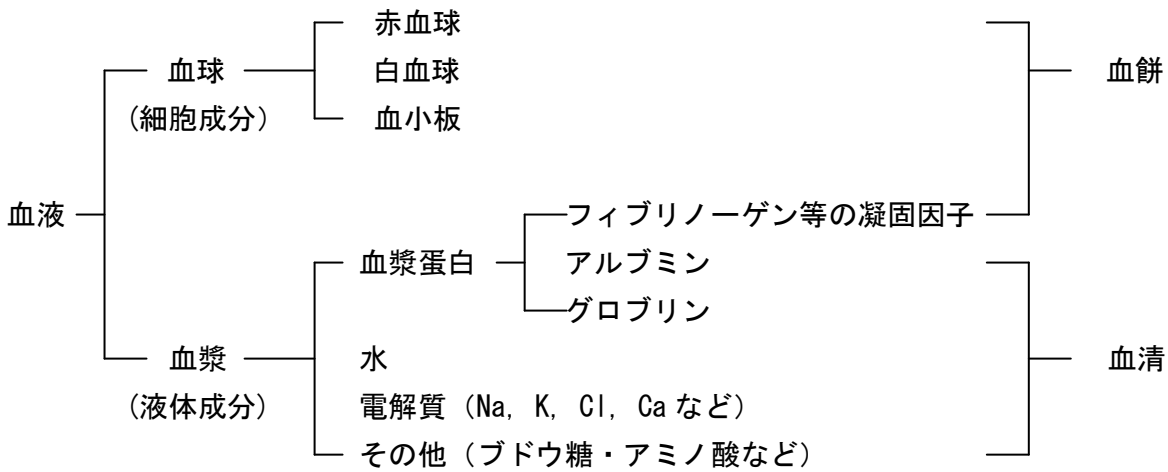 赤血球
血球 白血球 血餅
(細胞成分) 血小板
血液 フィブリノーゲン等の凝固因子
血漿蛋白 アルブミン
グロブリン
血漿 水 血清
(液体成分) 電解質(Na, K, Cl, Caなど)
その他(ブドウ糖・アミノ酸など)